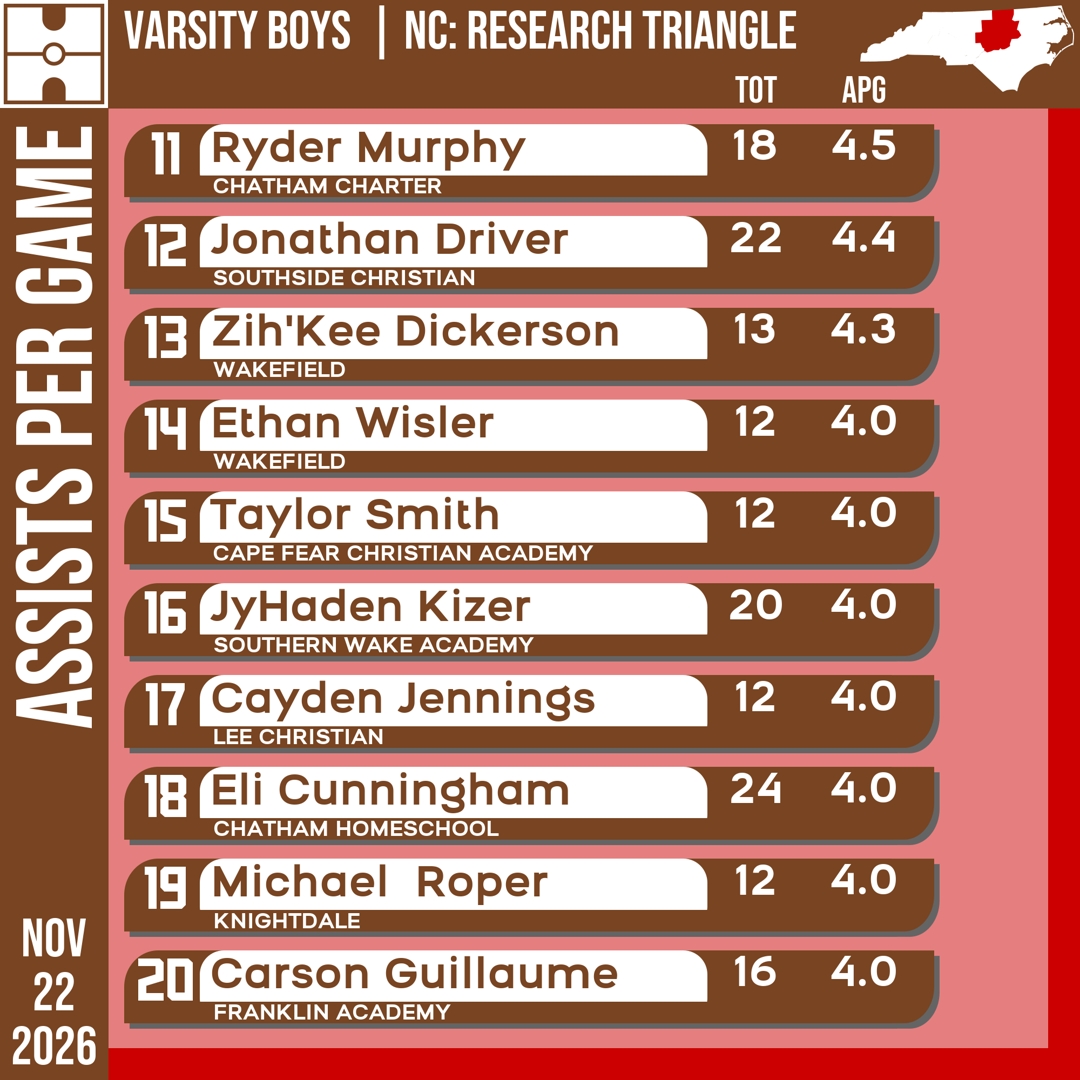 VARSITY BOYS | NC: RESEARCH TRIANGLE
TOT APG
ASSISTS PER GAME
11 Ryder Murphy 18 4.5
CHATHAM CHARTER
12 Jonathan Driver 22 4.4
SOUTHSIDE CHRISTIAN
13 Zih'Kee Dickerson 13 4.3
WAKEFIELD
14 Ethan Wisler 12 4.0
WAKEFIELD
15 Taylor Smith 12 4.0
CAPE FEAR CHRISTIAN ACADEMY
16 JyHaden Kizer 20 4.0
SOUTHERN WAKE ACADEMY
17 Cayden Jennings 12 4.0
LEE CHRISTIAN
18 Eli Cunningham 24 4.0
CHATHAM HOMESCHOOL
19 Michael  Roper 12 4.0
KNIGHTDALE
20 Carson Guillaume 16 4.0
FRANKLIN ACADEMY
NOV
22
2026